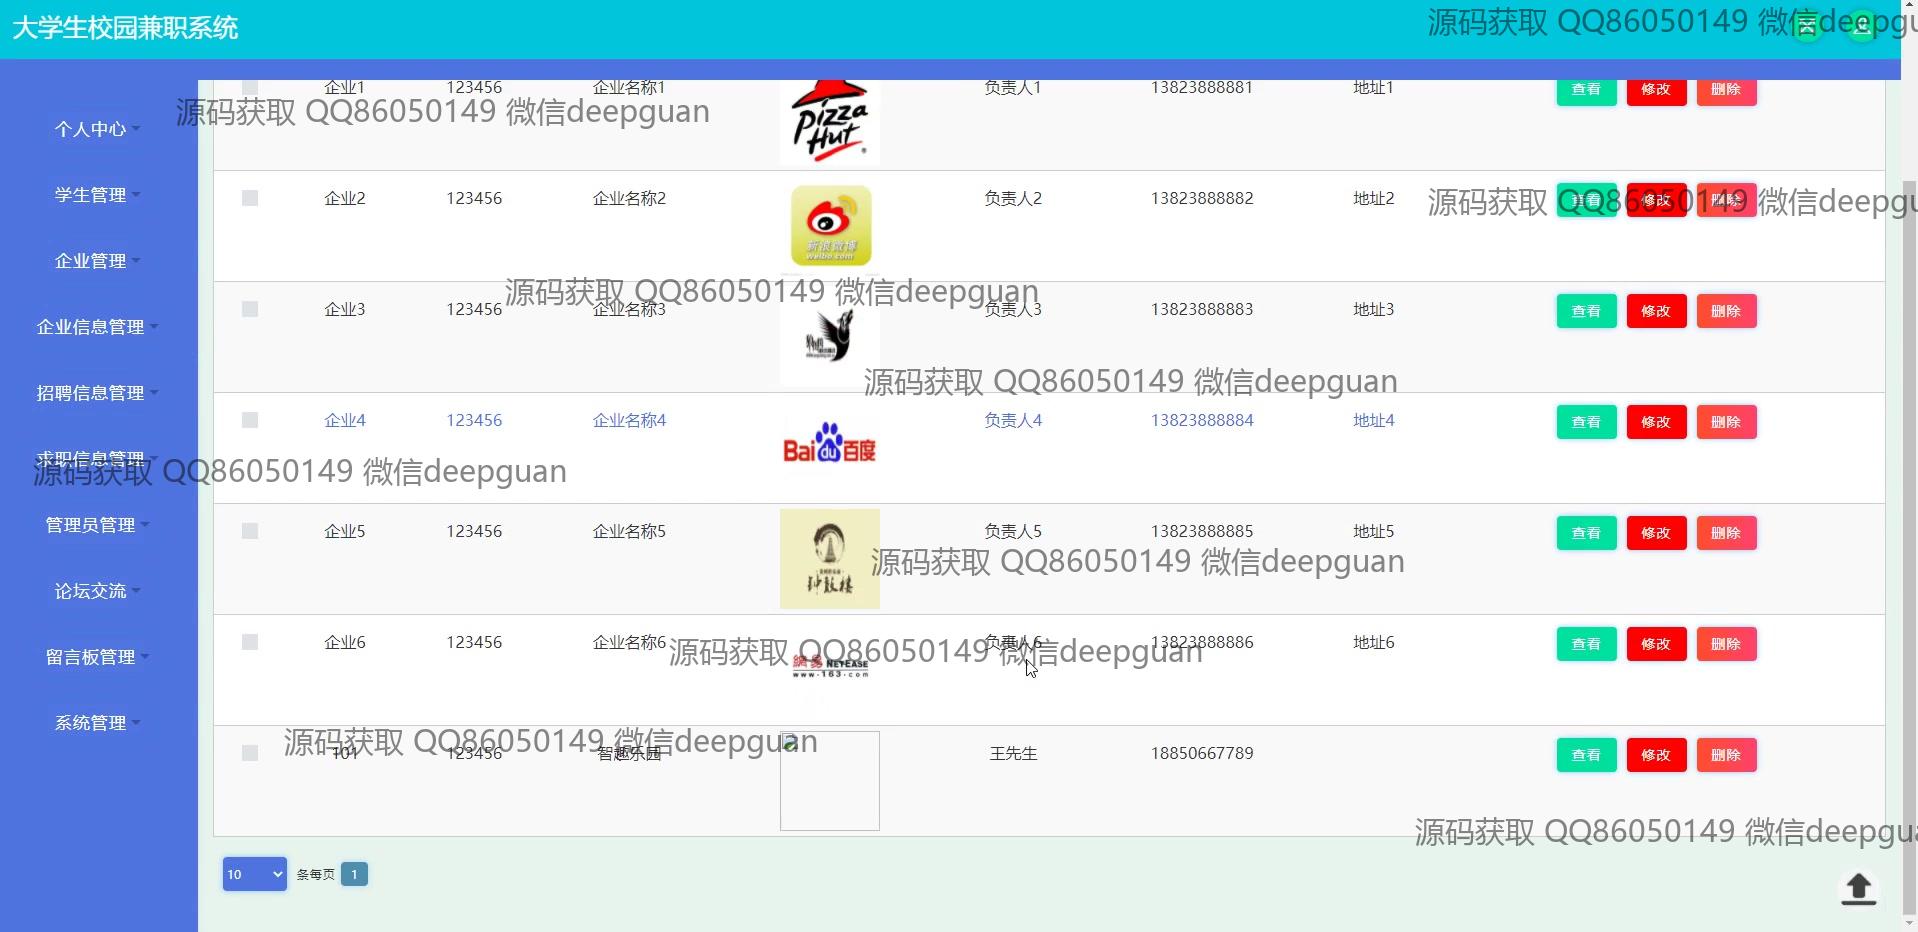 大学生校园兼职系统
源码获取 QQ86050149 微信deepgu
个人中心
学生管理
企业管理
企业信息管理
招聘信息管理
求职信息管理
管理员管理
论坛交流
留言板管理
系统管理
企业1 123456 企业名称1 Pizza Hut 负责人1 13823888881 地址1 查看 修改 删除
源码获取 QQ86050149 微信deepguan
企业2 123456 企业名称2 新浪微博 weibo.com 负责人2 13823888882 地址2 查看 修改 删除
源码获取 QQ86050149 微信deepgu
源码获取 QQ86050149 微信deepguan
企业3 123456 企业名称3 负责人3 13823888883 地址3 查看 修改 删除
源码获取 QQ86050149 微信deepguan
企业4 123456 企业名称4 Bai du 百度 负责人4 13823888884 地址4 查看 修改 删除
源码获取 QQ86050149 微信deepguan
企业5 123456 企业名称5 钟鼓楼 负责人5 13823888885 地址5 查看 修改 删除
源码获取 QQ86050149 微信deepguan
企业6 123456 企业名称6 網易 NETEASE www.163.com 负责人6 13823888886 地址6 查看 修改 删除
源码获取 QQ86050149 微信deepguan
101 123456 智趣乐园 王先生 18850667789 查看 修改 删除
源码获取 QQ86050149 微信deepguan
源码获取 QQ86050149 微信deepgua
10 条每页 1